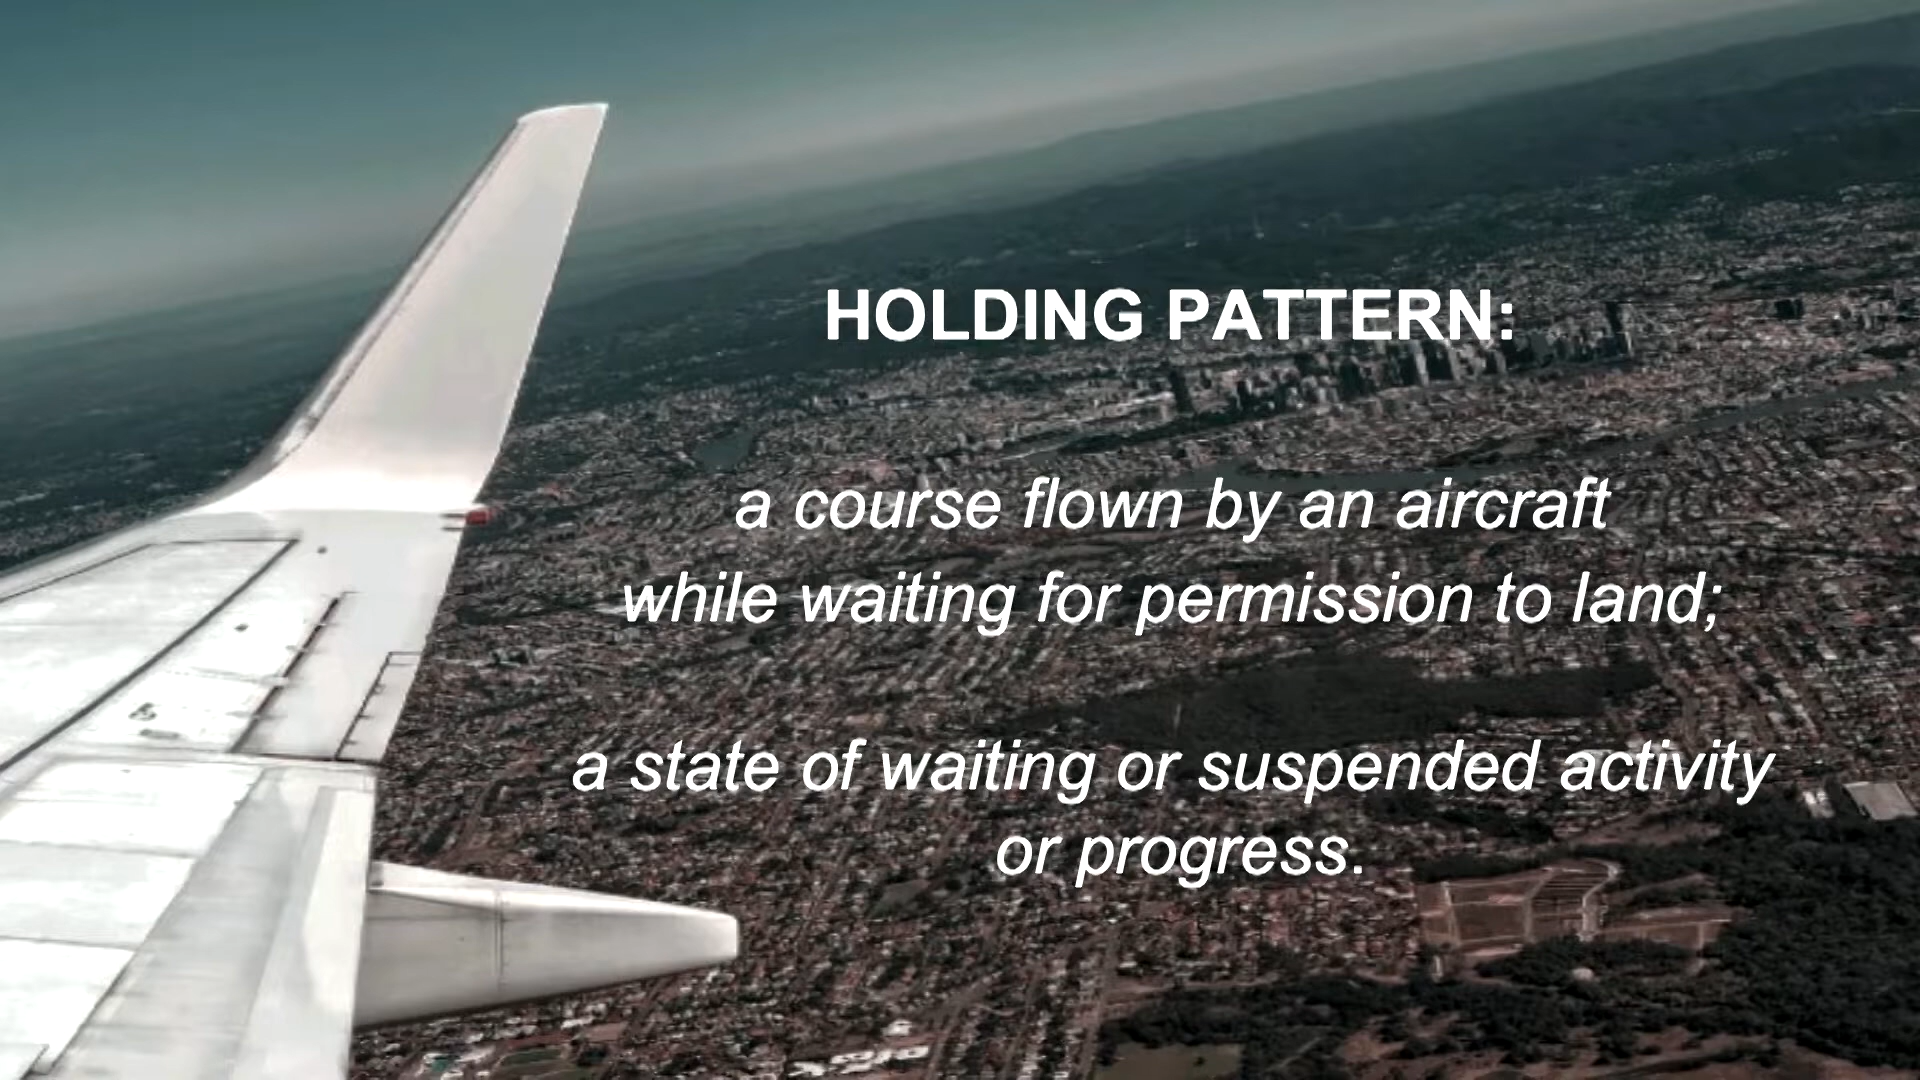 HOLDING PATTERN:
a course flown by an aircraft
while waiting for permission to land;
a state of waiting or suspended activity
or progress.